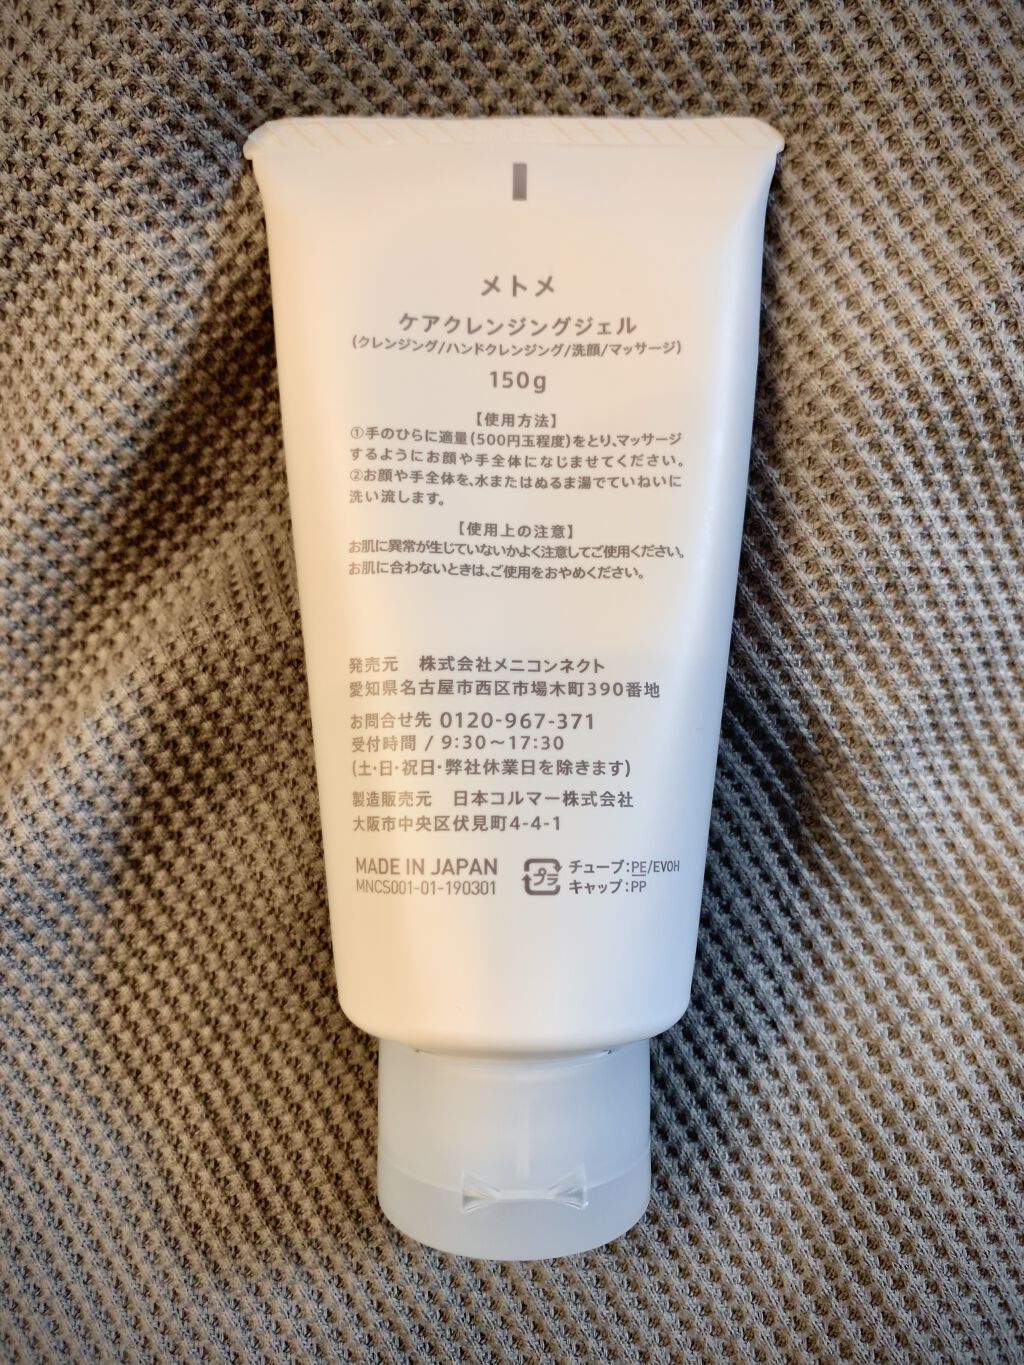 メトメ
ケアクレンジングジェル
(クレンジング/ハンドクレンジング/洗顔/マッサージ)
150g
【使用方法】
①手のひらに適量(500円玉程度)をとり、マッサージ
するようにお顔や手全体になじませてください。
②お顔や手全体を、水またはぬるま湯でていねいに
洗い流します。
【使用上の注意】
お肌に異常が生じていないかよく注意してご使用ください。
お肌に合わないときは、ご使用をおやめください。
発売元 株式会社メニコンネクト
愛知県名古屋市西区市場木町390番地
お問合せ先 0120-967-371
受付時間 / 9:30～17:30
(土・日・祝日・弊社休業日を除きます)
製造販売元 日本コルマー株式会社
大阪市中央区伏見町4-4-1
MADE IN JAPAN
MNCS001-01-190301
プラ
チューブ:PE/EVOH
キャップ:PP